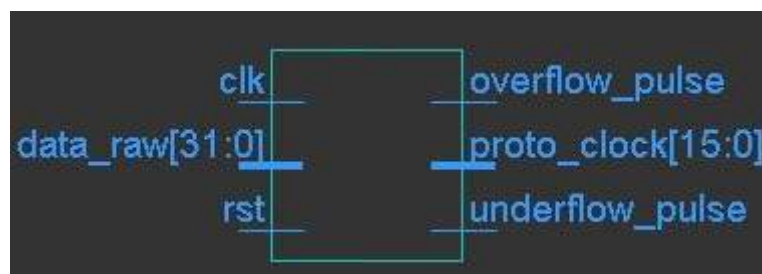 clk overflow_pulse
data_raw[31:0] proto_clock[15:0]
rst underflow_pulse